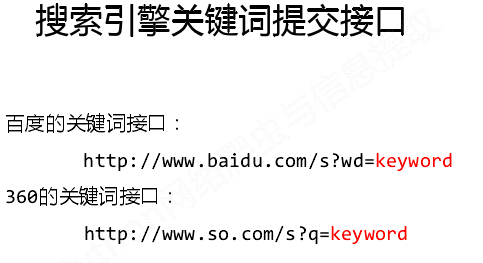 搜索引擎关键词提交接口
百度的关键词接口：
http://www.baidu.com/s?wd=keyword
360的关键词接口：
http://www.so.com/s?q=keyword